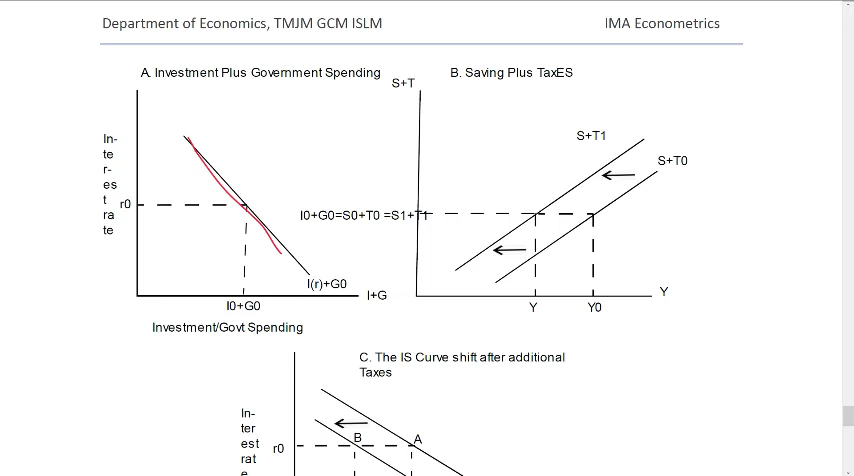 Department of Economics, TMJM GCM ISLM
IMA Econometrics
A. Investment Plus Government Spending
S+T
B. Saving Plus TaxES
In-
te
r-
es
t
ra
te
r0
I0+G0=S0+T0 =S1+T1
S+T1
S+T0
I(r)+G0
I+G
I0+G0
Y
Y0
Y
Investment/Govt Spending
C. The IS Curve shift after additional
Taxes
In-
ter
est
rat
e
r0
B
A